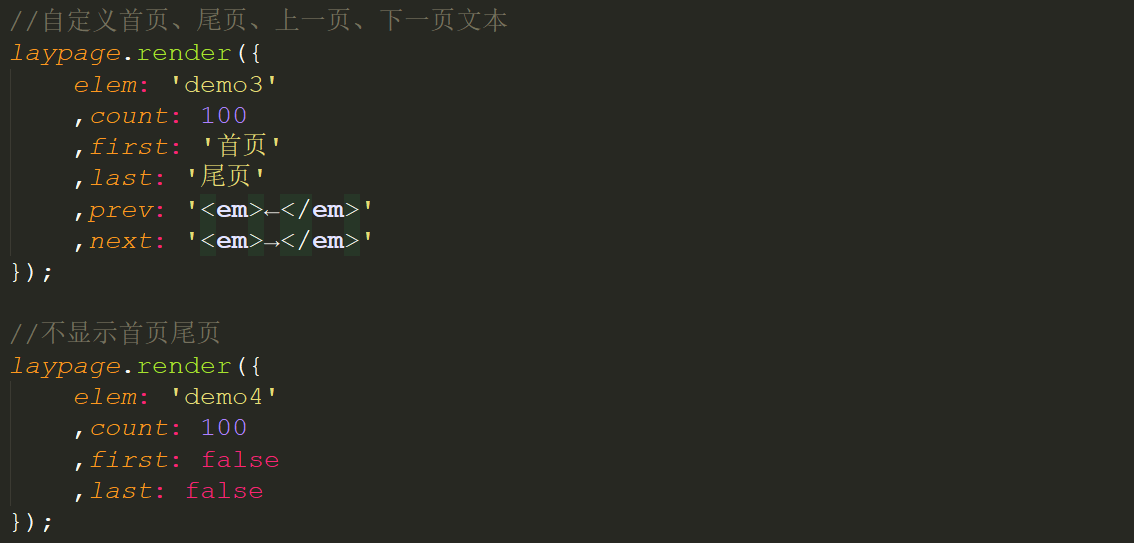 //自定义首页、尾页、上一页、下一页文本
laypage.render({
    elem: 'demo3'
    ,count: 100
    ,first: '首页'
    ,last: '尾页'
    ,prev: '<em>←</em>'
    ,next: '<em>→</em>'
});

//不显示首页尾页
laypage.render({
    elem: 'demo4'
    ,count: 100
    ,first: false
    ,last: false
});